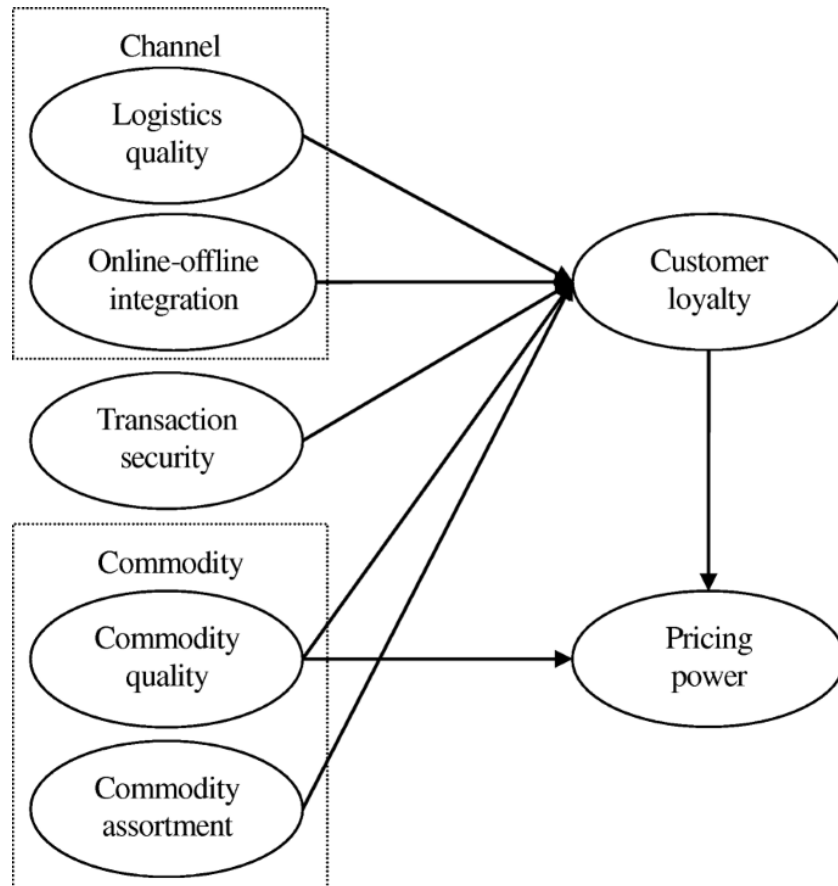 Channel
Logistics
quality
Online-offline
integration
Customer
loyalty
Transaction
security
Commodity
Commodity
quality
Pricing
power
Commodity
assortment